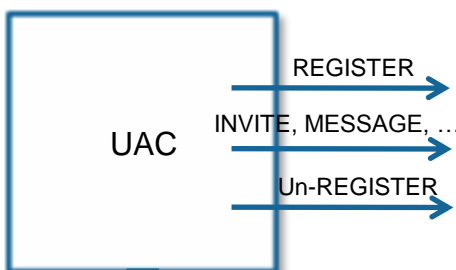 REGISTER
INVITE, MESSAGE, …
UAC
Un-REGISTER